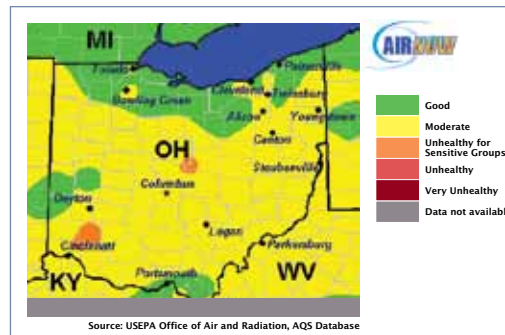 AIRNOW
MI
Toledo
Painesville
Cleveland
Bowling Green
Twinsburg
Akron
Youngstown
Canton
OH
Steubenville
Columbus
Dayton
Logan
Cincinnati
Parkersburg
Portsmouth
KY
WV
Good
Moderate
Unhealthy for
Sensitive Groups
Unhealthy
Very Unhealthy
Data not available
Source: USEPA Office of Air and Radiation, AQS Database